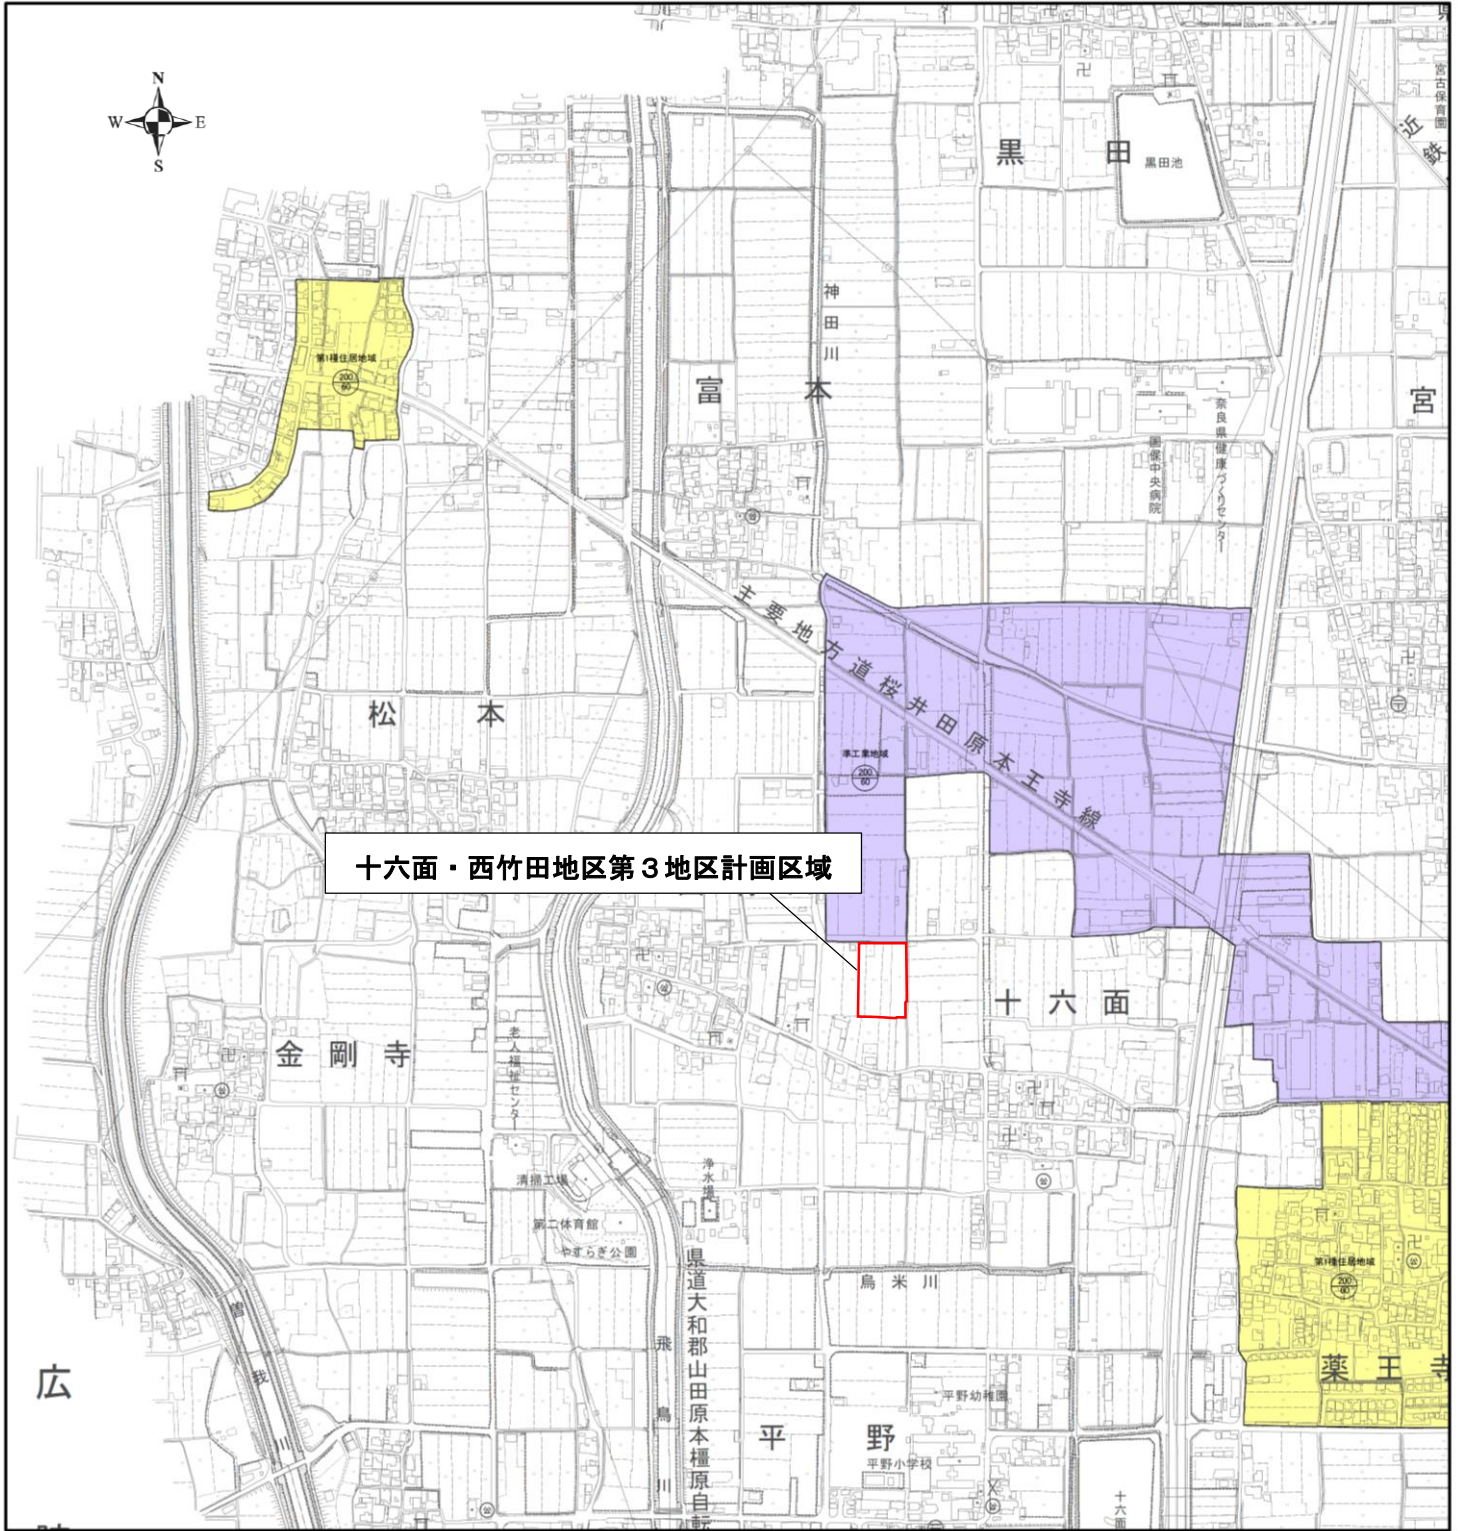 N
W E
S
宮古保育園
近鉄
黒田
黒田池
神田川
第1種住居地域
200
60
富本
宮
奈良県健康づくりセンター
国保中央病院
主要地方道桜井田原本王寺線
松本
準工業地域
200
60
十六面・西竹田地区第3地区計画区域
十六面
金剛寺
老人福祉センター
清掃工場
浄水場
第二体育館
やすらぎ公園
県道大和郡山田原本橿原自転
烏米川
第1種住居地域
200
60
曽我川
飛鳥川
広
薬王寺
平野幼稚園
平野
平野小学校
十六面